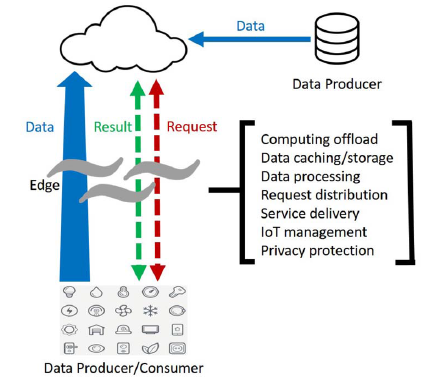 Data
Data Producer
Data
Result
Request
Edge
Computing offload
Data caching/storage
Data processing
Request distribution
Service delivery
IoT management
Privacy protection
Data Producer/Consumer